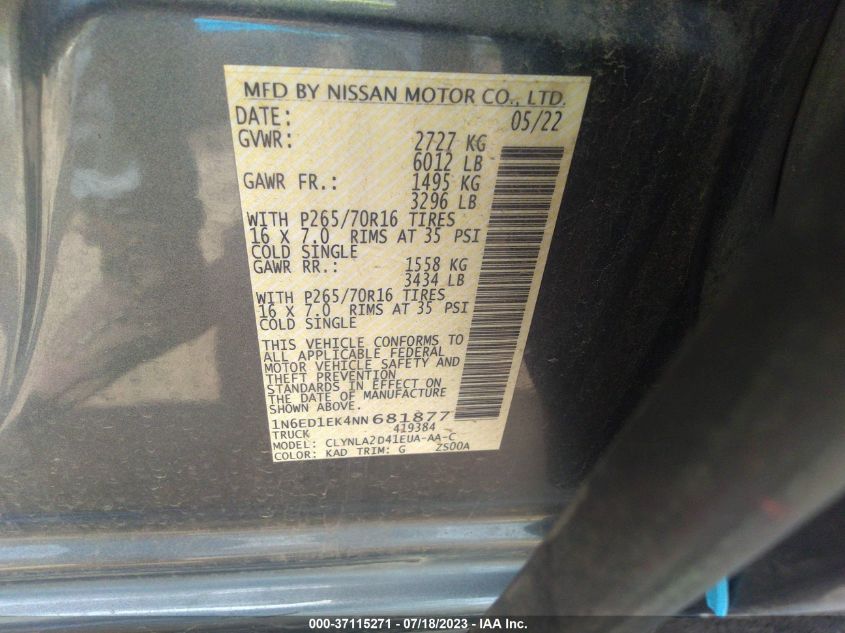 MFD BY NISSAN MOTOR CO., LTD.
DATE: 05/22
GVWR: 2727 KG
6012 LB
GAWR FR.: 1495 KG
3296 LB
WITH P265/70R16 TIRES
16 X 7.0 RIMS AT 35 PSI
COLD SINGLE
GAWR RR.: 1558 KG
3434 LB
WITH P265/70R16 TIRES
16 X 7.0 RIMS AT 35 PSI
COLD SINGLE
THIS VEHICLE CONFORMS TO
ALL APPLICABLE FEDERAL
MOTOR VEHICLE SAFETY AND
THEFT PREVENTION
STANDARDS IN EFFECT ON
THE DATE OF MANUFACTURE
SHOWN ABOVE.
1N6ED1EK4NN681877
TRUCK 419384
MODEL: CLYNLA2D41EUA-AA-C
COLOR: KAD TRIM: G ZS00A
000-37115271 - 07/18/2023 - IAA Inc.